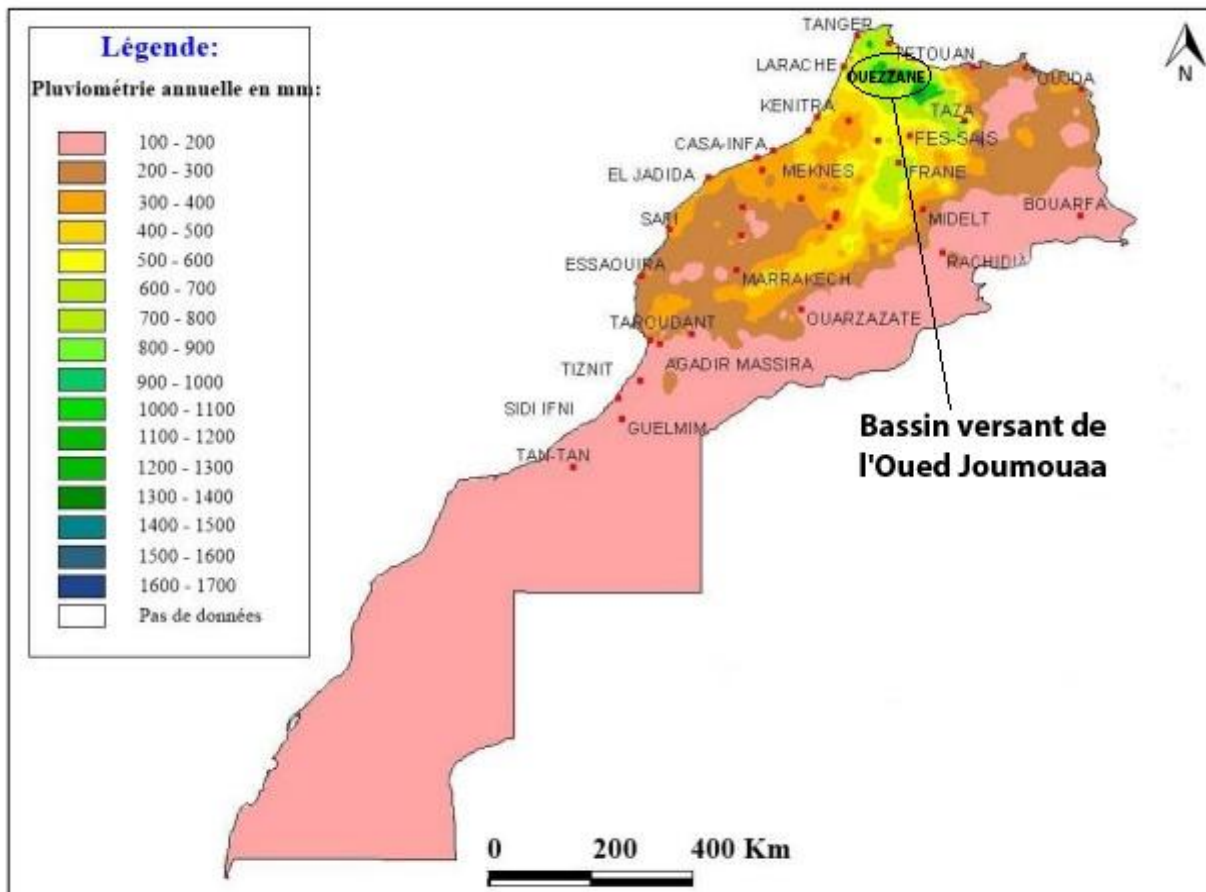 Légende:
Pluviométrie annuelle en mm:
100 - 200
200 - 300
300 - 400
400 - 500
500 - 600
600 - 700
700 - 800
800 - 900
900 - 1000
1000 - 1100
1100 - 1200
1200 - 1300
1300 - 1400
1400 - 1500
1500 - 1600
1600 - 1700
Pas de données
N
TANGER
TETOUAN
LARACHE
OUEZZANE
OUJDA
KENITRA
TAZA
CASA-INFA
FES-SAIS
EL JADIDA
MEKNES
FRANE
SAFI
MIDELT
BOUARFA
ESSAOUIRA
RACHIDIA
MARRAKECH
OUARZAZATE
TAROUDANT
AGADIR MASSIRA
TIZNIT
SIDI IFNI
GUELMIM
TAN-TAN
Bassin versant de
l'Oued Joumouaa
0 200 400 Km